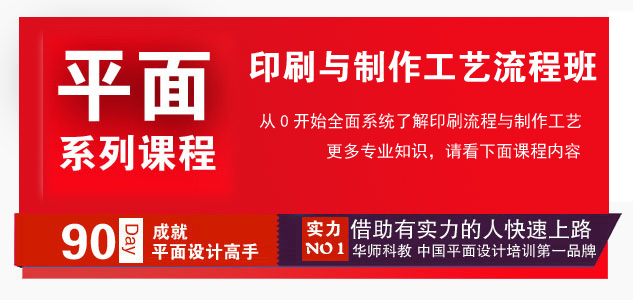 平面
系列课程
印刷与制作工艺流程班
从0开始全面系统了解印刷流程与制作工艺
更多专业知识，请看下面课程内容
90 Day
成就
平面设计高手
实力
NO1
借助有实力的人快速上路
华师科教 中国平面设计培训第一品牌